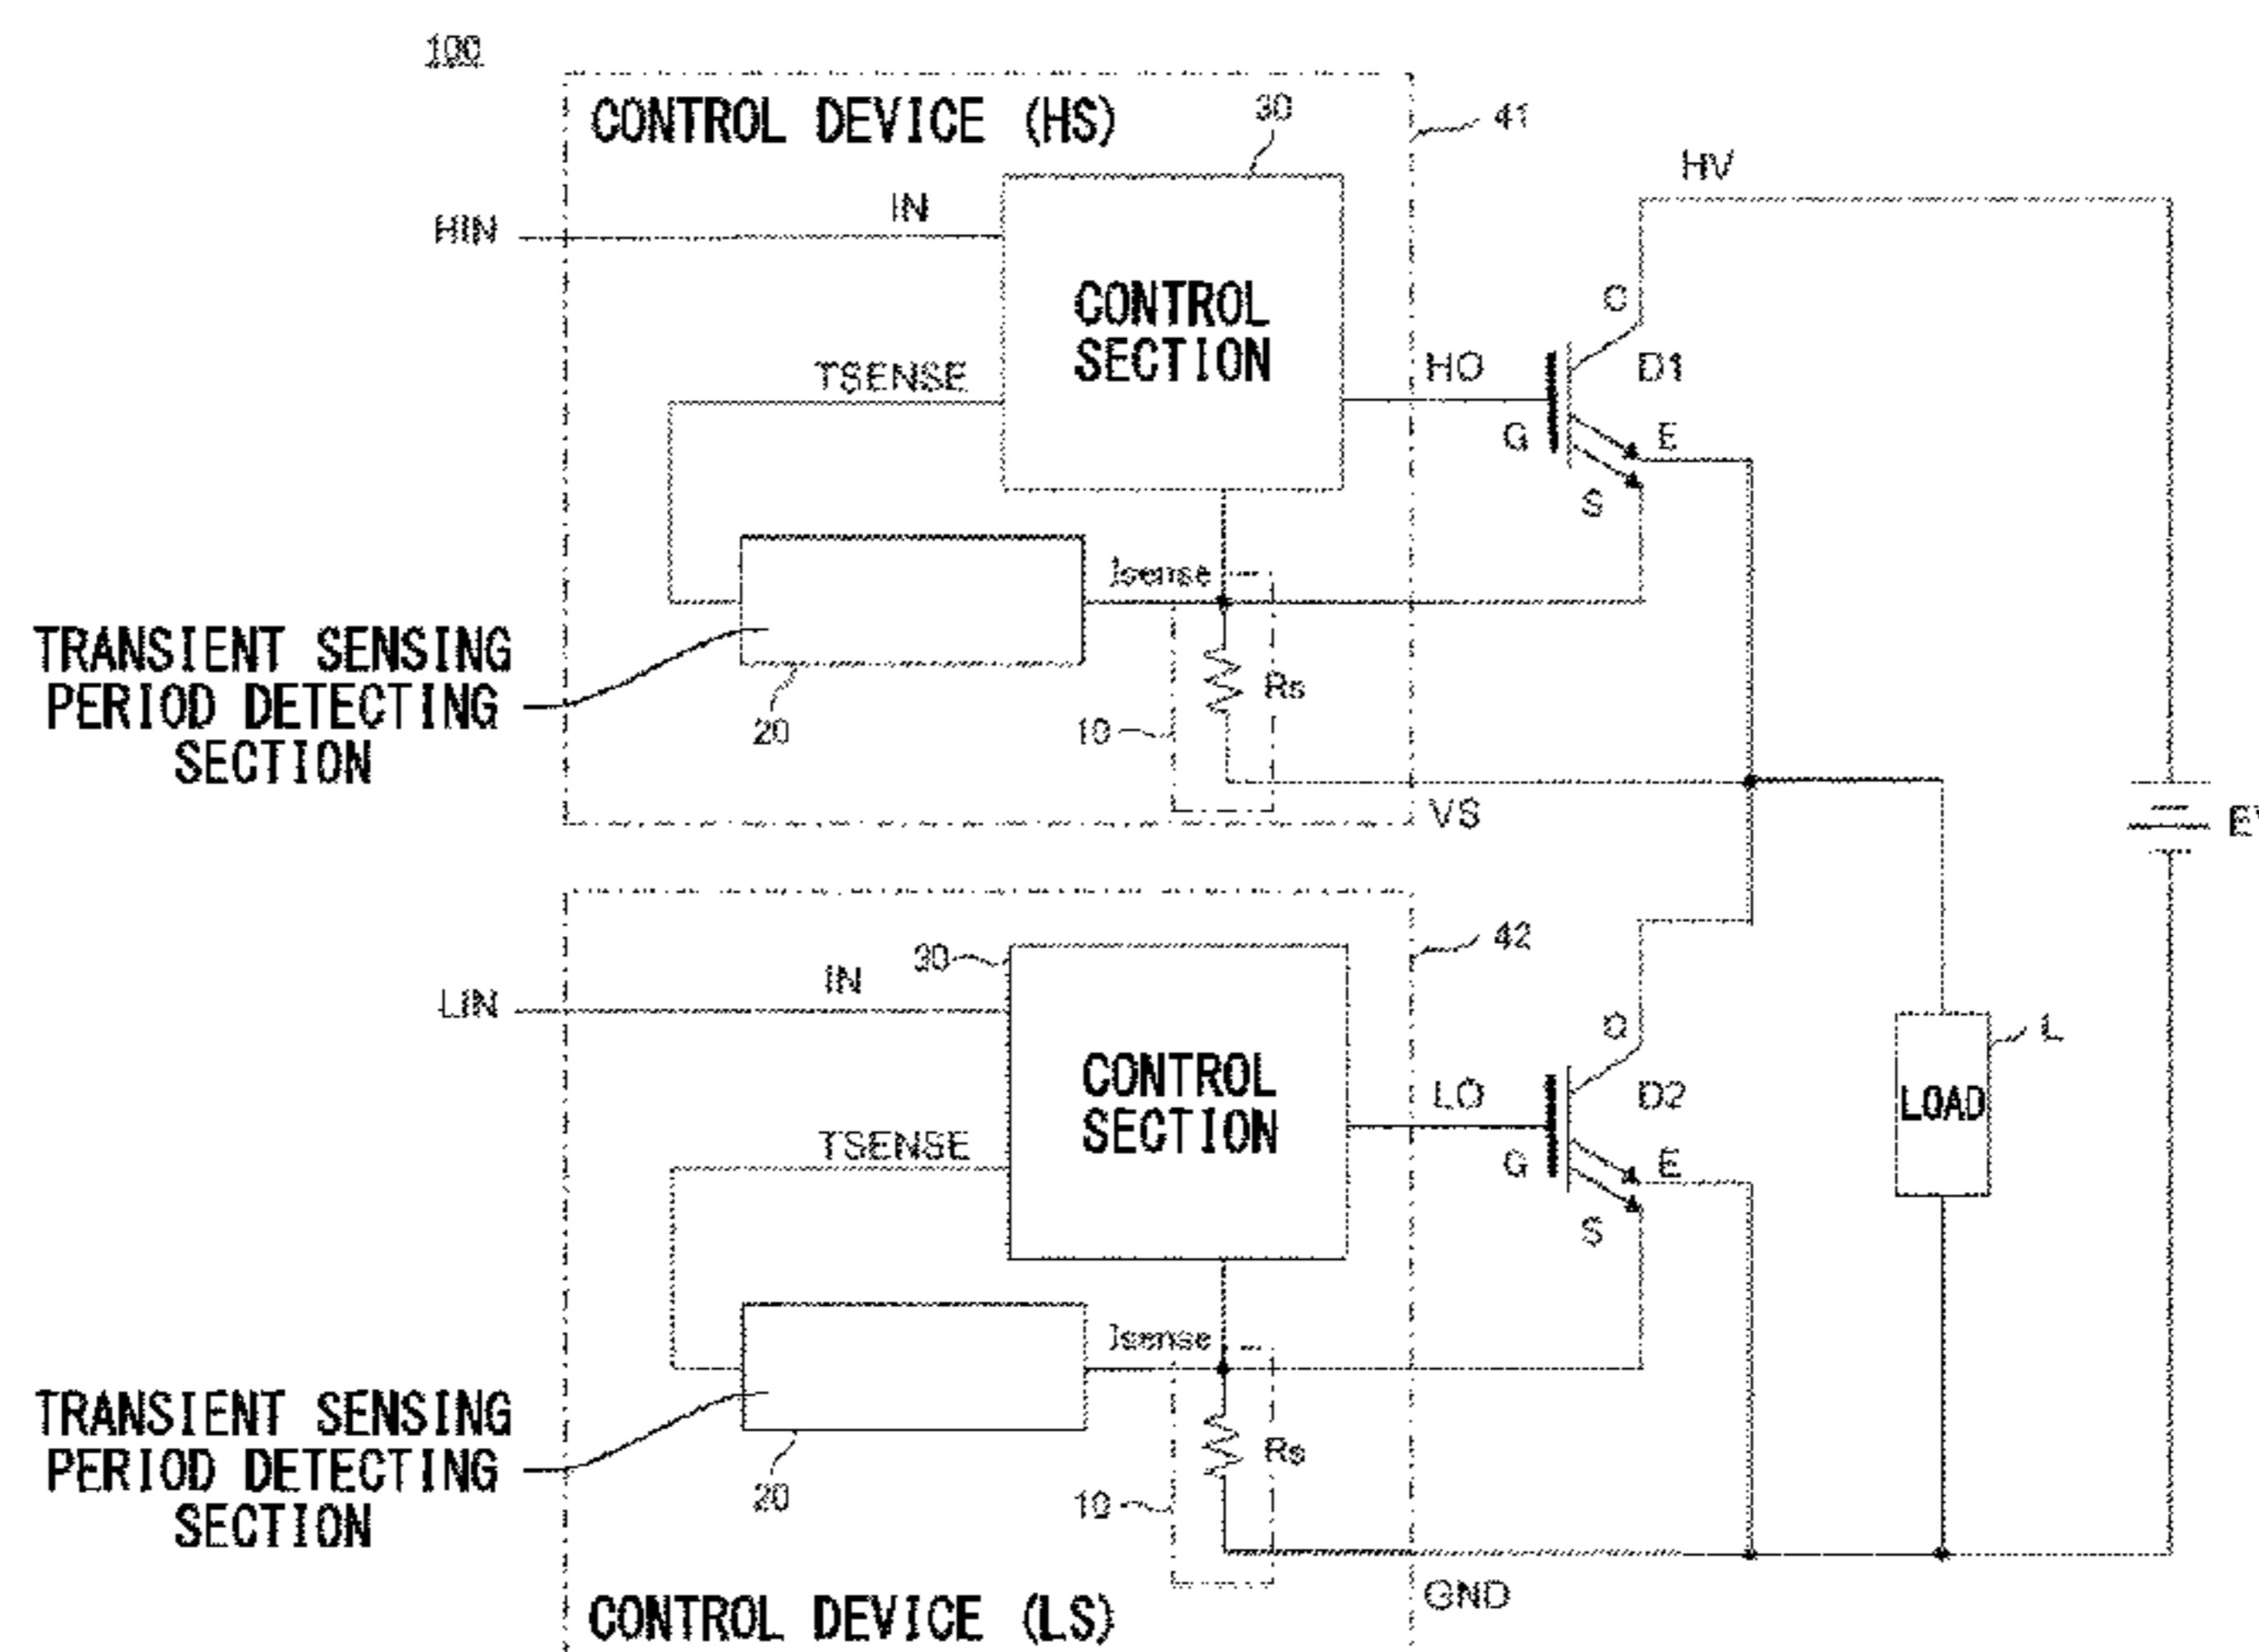 100
CONTROL DEVICE (HS)
30
41
HV
HIN
IN
CONTROL
SECTION
C
TSENSE
HO
D1
G
E
S
Isense
TRANSIENT SENSING
PERIOD DETECTING
SECTION
20
10
Rs
VS
42
30
IN
LIN
CONTROL
SECTION
L
LO
D2
LOAD
TSENSE
G
E
S
Isense
TRANSIENT SENSING
PERIOD DETECTING
SECTION
20
10
Rs
GND
CONTROL DEVICE (LS)